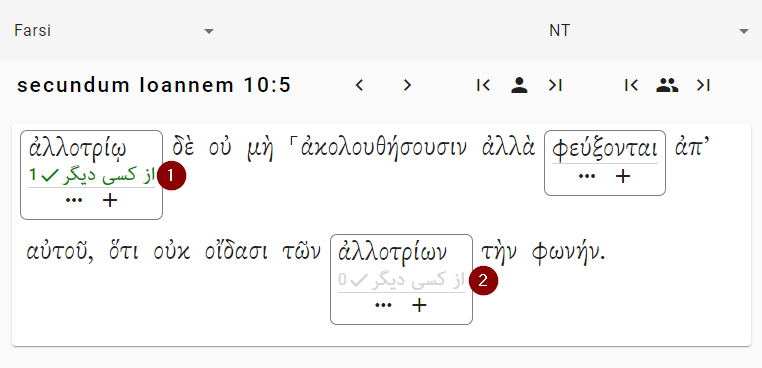 Farsi NT
secundum Ioannem 10:5
ἀλλοτρίῳ δὲ οὐ μὴ ⸀ἀκολουθήσουσιν ἀλλὰ φεύξονται ἀπ’
از کسی دیگر ✓ 1
1
... +
... +
αὐτοῦ, ὅτι οὐκ οἴδασι τῶν ἀλλοτρίων τὴν φωνήν.
از کسی دیگر ✓ 0
2
... +